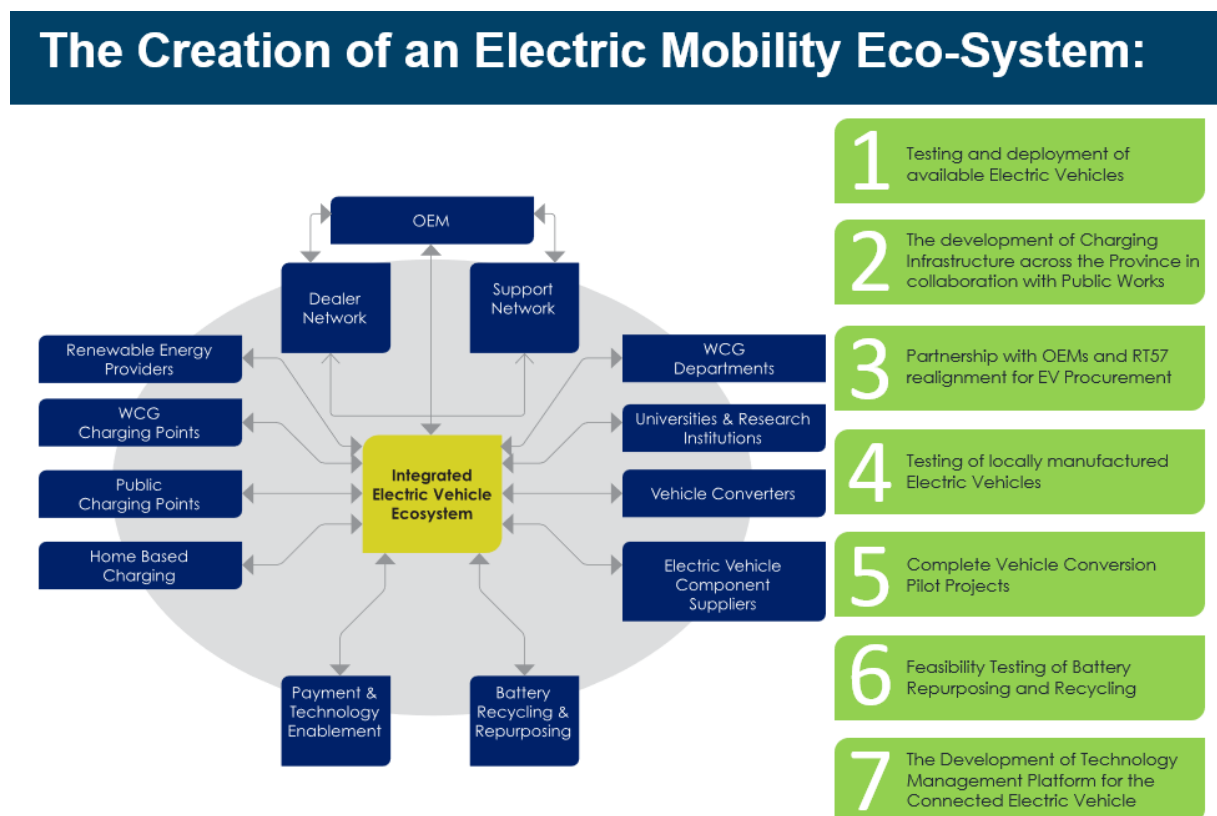 The Creation of an Electric Mobility Eco-System:
OEM
Dealer
Network
Support
Network
Renewable Energy
Providers
WCG
Charging Points
Public
Charging Points
Home Based
Charging
Integrated
Electric Vehicle
Ecosystem
WCG
Departments
Universities & Research
Institutions
Vehicle Converters
Electric Vehicle
Component
Suppliers
Payment &
Technology
Enablement
Battery
Recycling &
Repurposing
1
Testing and deployment of
available Electric Vehicles
2
The development of Charging
Infrastructure across the Province in
collaboration with Public Works
3
Partnership with OEMs and RT57
realignment for EV Procurement
4
Testing of locally manufactured
Electric Vehicles
5
Complete Vehicle Conversion
Pilot Projects
6
Feasibility Testing of Battery
Repurposing and Recycling
7
The Development of Technology
Management Platform for the
Connected Electric Vehicle